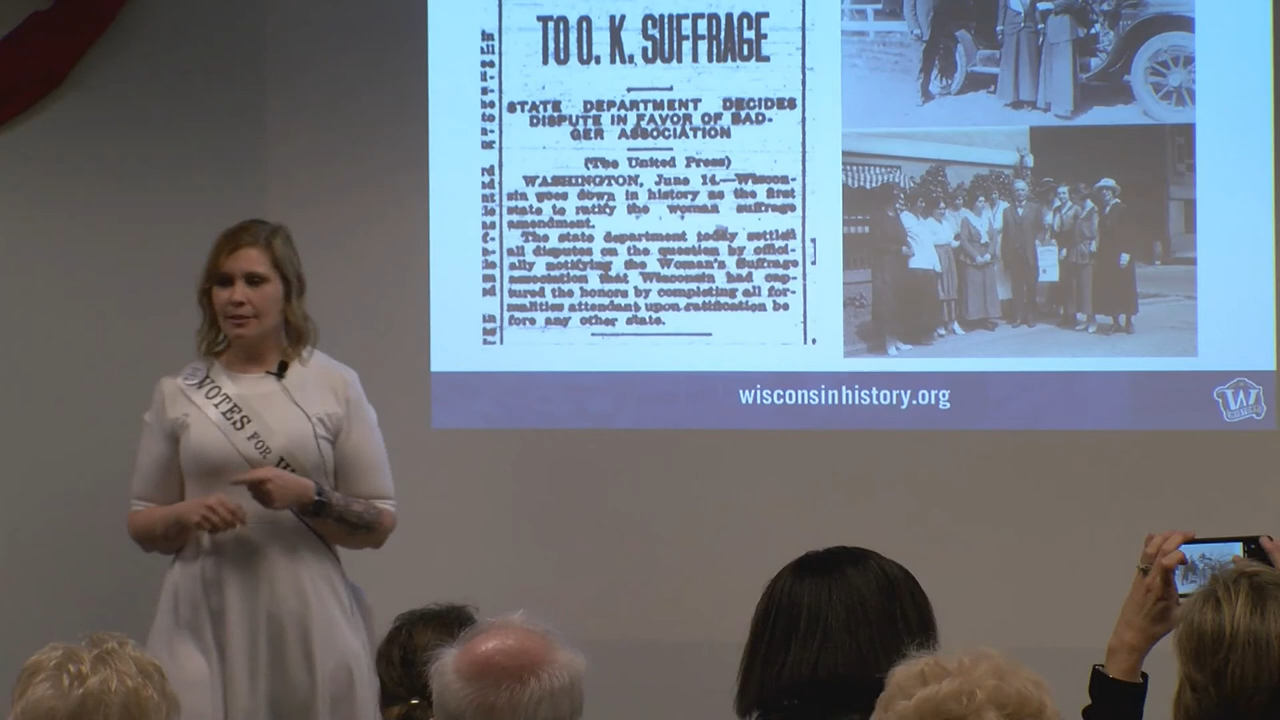 TO O. K. SUFFRAGE
STATE DEPARTMENT DECIDES
DISPUTE IN FAVOR OF BAD-
GER ASSOCIATION
(The United Press)
WASHINGTON, June 14.—Wiscon-
sin goes down in history as the first
state to ratify the woman suffrage
amendment.
The state department today settled
all disputes on the question by offici-
ally notifying the Woman's Suffrage
association that Wisconsin had cap-
tured the honors by completing all for-
malities attendant upon ratification be
fore any other state.
wisconsinhistory.org
W
VOTES FOR